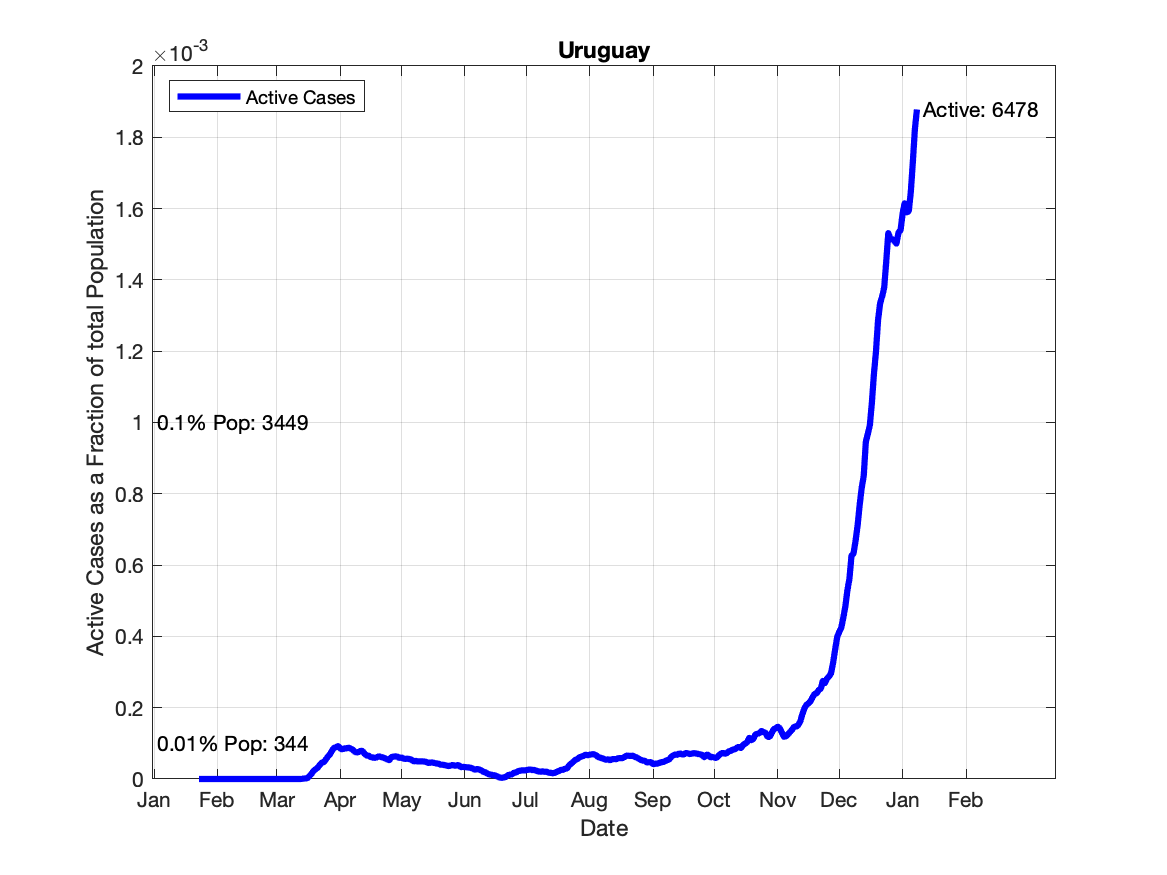 Uruguay
×10-3
2
1.8
1.6
1.4
1.2
1
0.8
0.6
0.4
0.2
0
Active Cases as a Fraction of total Population
Active Cases
Active: 6478
0.1% Pop: 3449
0.01% Pop: 344
Jan Feb Mar Apr May Jun Jul Aug Sep Oct Nov Dec Jan Feb
Date